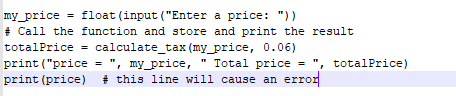 my_price = float(input("Enter a price: "))
# Call the function and store and print the result
totalPrice = calculate_tax(my_price, 0.06)
print("price = ", my_price, " Total price = ", totalPrice)
print(price)  # this line will cause an error